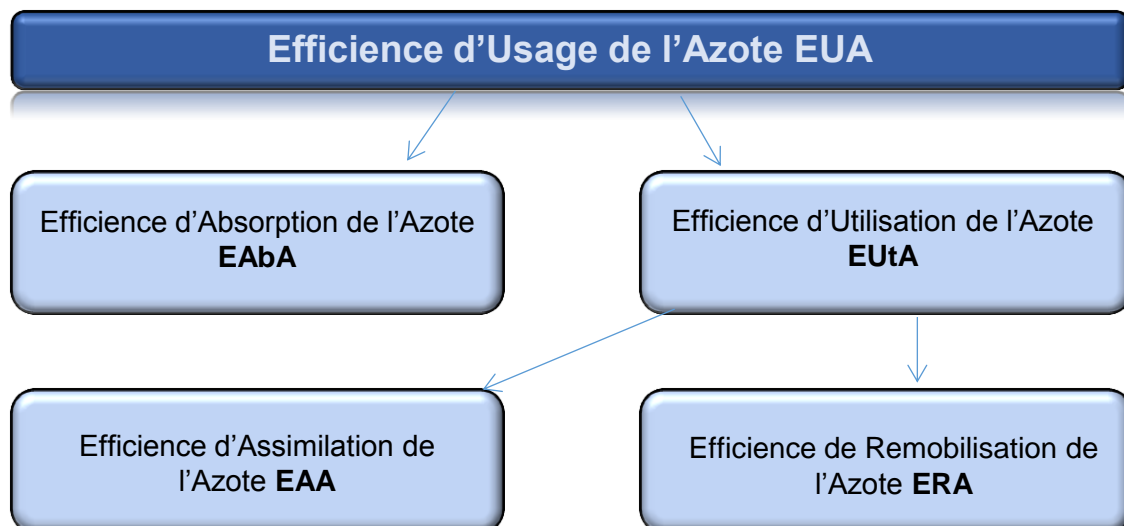 Efficience d’Usage de l’Azote EUA
Efficience d’Absorption de l’Azote
EAbA
Efficience d’Utilisation de l’Azote
EUtA
Efficience d’Assimilation de
l’Azote EAA
Efficience de Remobilisation de
l’Azote ERA